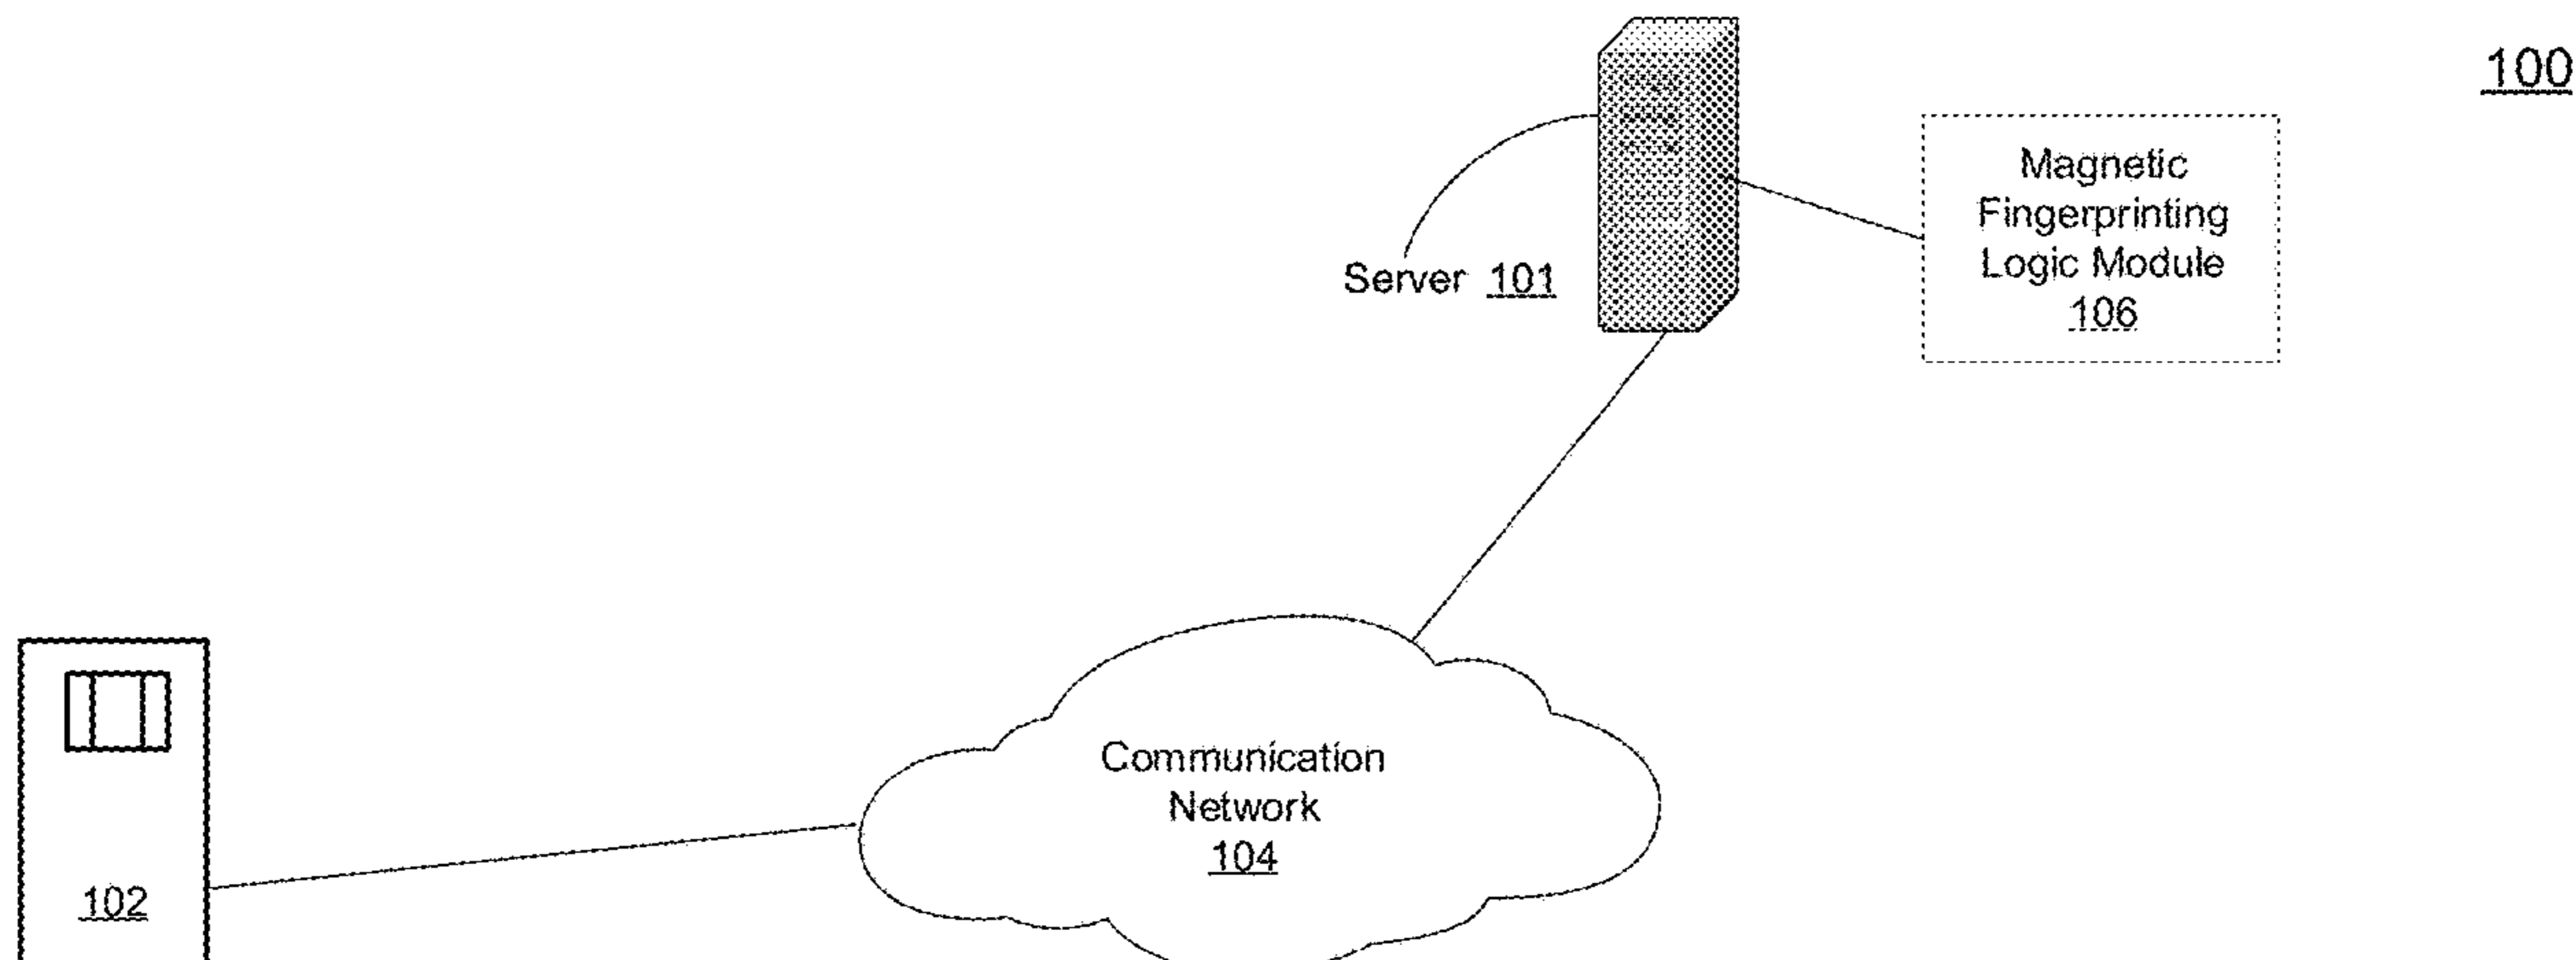 100
Magnetic
Fingerprinting
Logic Module
106
Server 101
Communication
Network
104
102